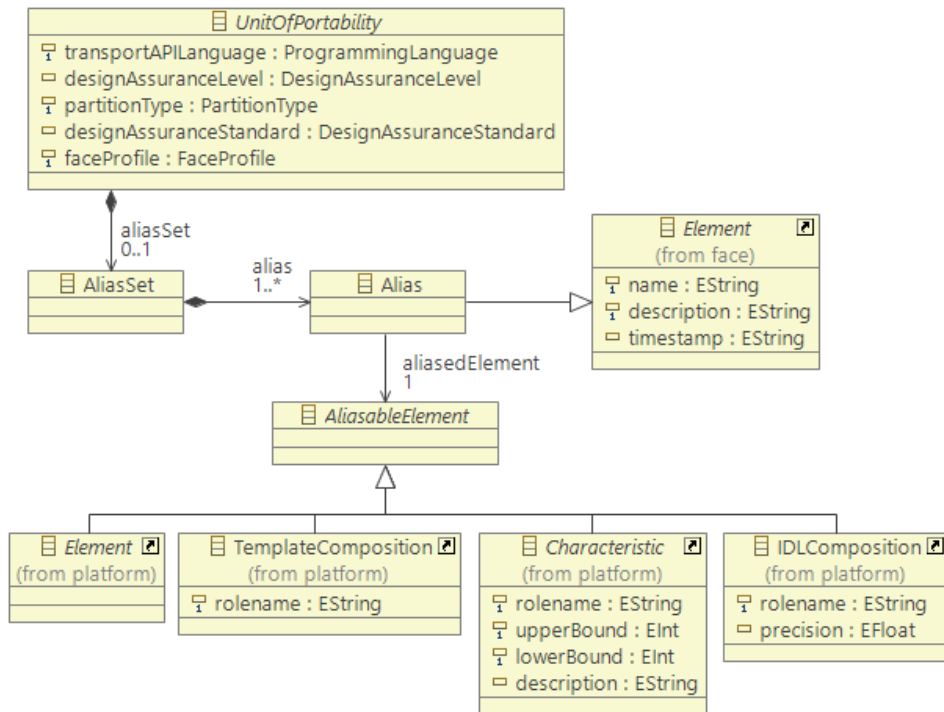 UnitOfPortability
transportAPILanguage : ProgrammingLanguage
designAssuranceLevel : DesignAssuranceLevel
partitionType : PartitionType
designAssuranceStandard : DesignAssuranceStandard
faceProfile : FaceProfile
aliasSet
0..1
AliasSet
alias
1..*
Alias
Element
(from face)
name : EString
description : EString
timestamp : EString
aliasedElement
1
AliasableElement
Element
(from platform)
TemplateComposition
(from platform)
rolename : EString
Characteristic
(from platform)
rolename : EString
upperBound : EInt
lowerBound : EInt
description : EString
IDLComposition
(from platform)
rolename : EString
precision : EFloat